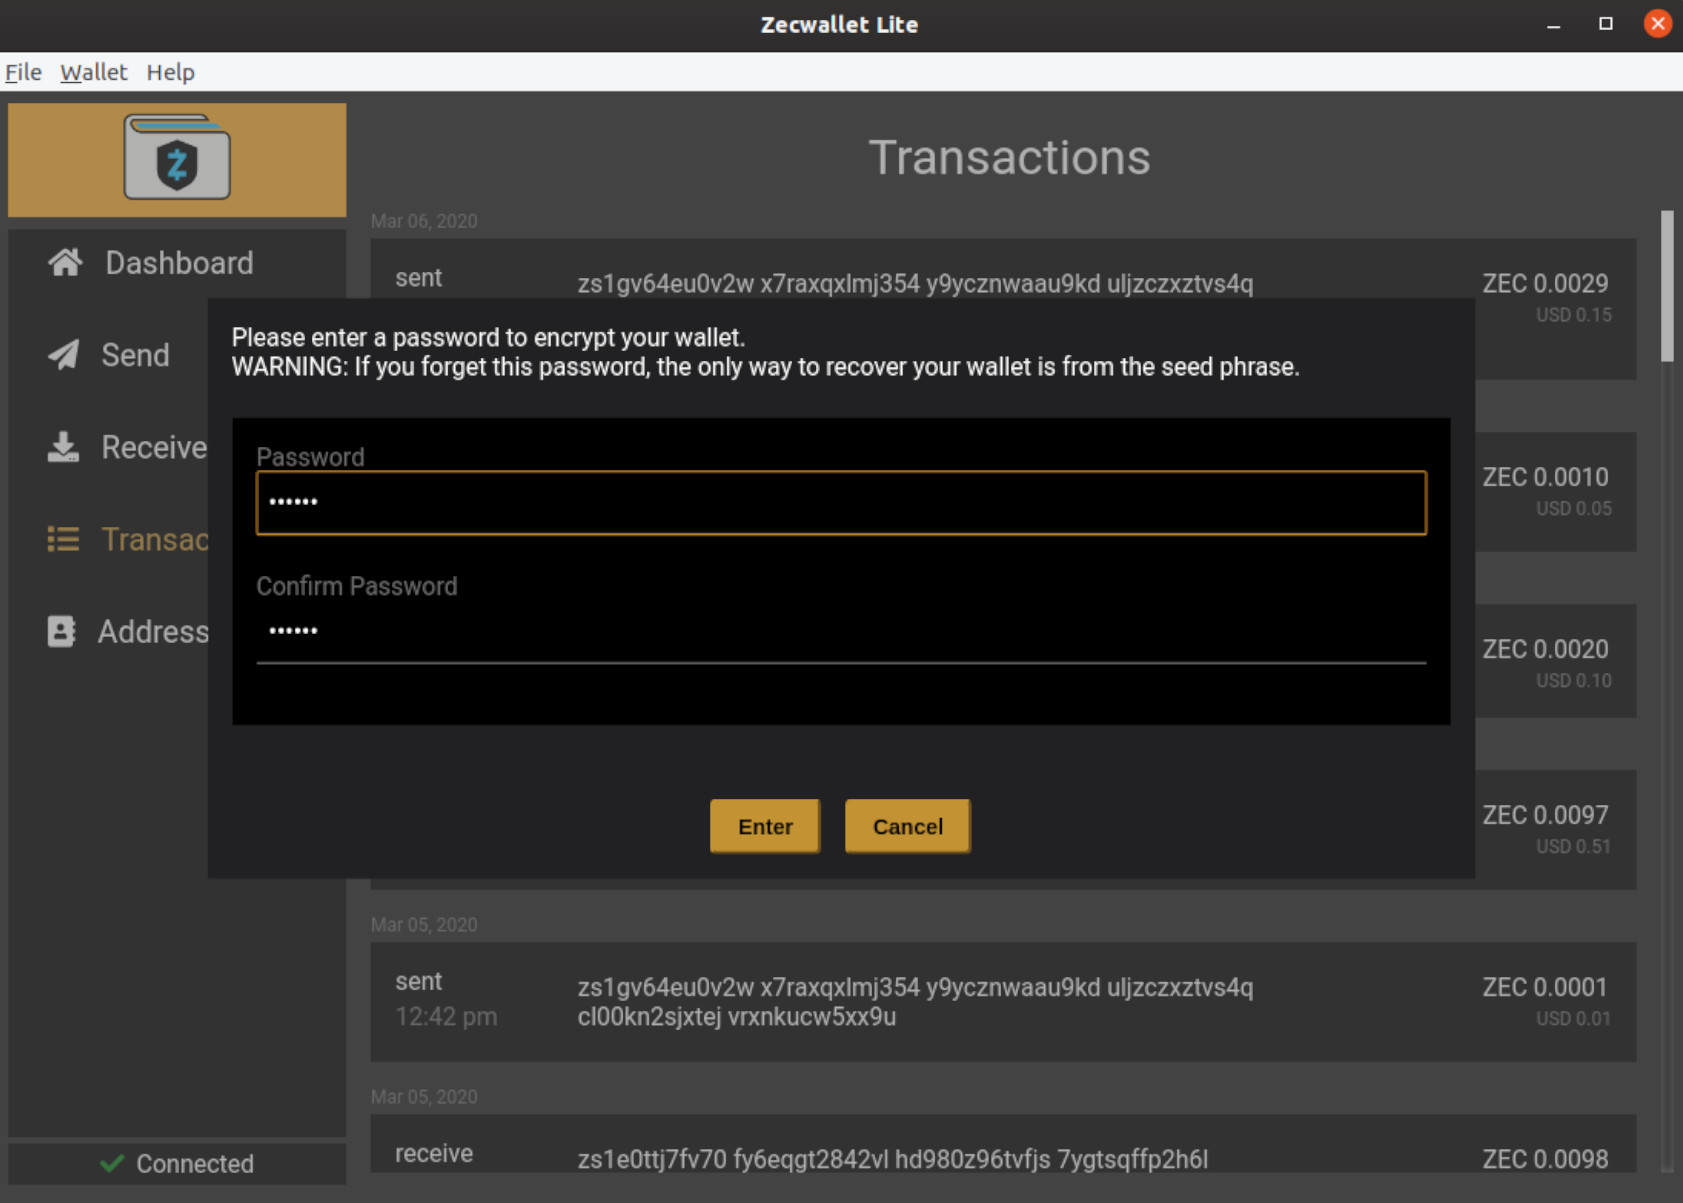 Zecwallet Lite
File Wallet Help
Transactions
Dashboard
Send
Receive
Transac
Address
Connected
Mar 06, 2020
sent
zs1gv64eu0v2w x7raxqxlmj354 y9ycznwaau9kd uljzczxztvs4q
ZEC 0.0029
USD 0.15
Please enter a password to encrypt your wallet.
WARNING: If you forget this password, the only way to recover your wallet is from the seed phrase.
Password
••••••
Confirm Password
••••••
Enter
Cancel
ZEC 0.0010
USD 0.05
ZEC 0.0020
USD 0.10
ZEC 0.0097
USD 0.51
Mar 05, 2020
sent
12:42 pm
zs1gv64eu0v2w x7raxqxlmj354 y9ycznwaau9kd uljzczxztvs4q
cl00kn2sjxtej vrxnkucw5xx9u
ZEC 0.0001
USD 0.01
Mar 05, 2020
receive
zs1e0ttj7fv70 fy6eqgt2842vl hd980z96tvfjs 7ygtsqffp2h6l
ZEC 0.0098